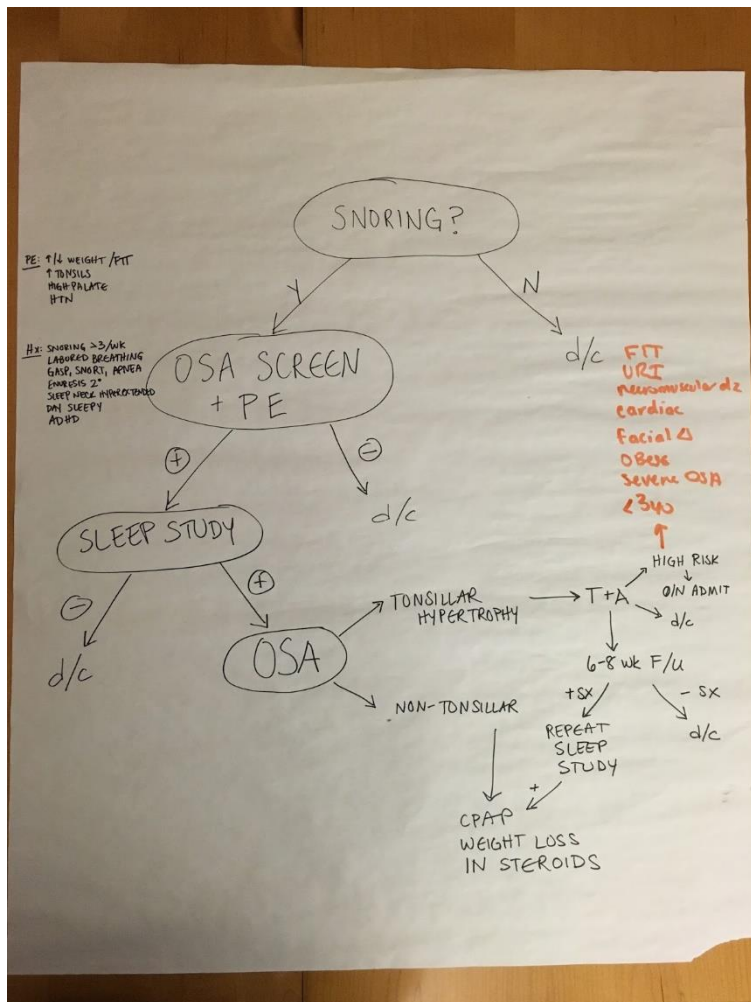 SNORING?
PE: ↑/↓ WEIGHT /FTT
↑ TONSILS
HIGH PALATE
HTN
Y
N
Hx: SNORING >3/WK
LABORED BREATHING
GASP, SNORT, APNEA
ENURESIS 2°
SLEEP NECK HYPEREXTENDED
DAY SLEEPY
ADHD
OSA SCREEN
+ PE
d/c
FTT
URI
neuromuscular dz
cardiac
Facial Δ
OBese
severe OSA
<3yo
+
-
d/c
SLEEP STUDY
-
+
d/c
OSA
TONSILLAR
HYPERTROPHY
T+A
HIGH RISK
O/N ADMIT
d/c
6-8 wk F/U
+SX
- SX
REPEAT
SLEEP
STUDY
d/c
NON-TONSILLAR
+
CPAP
WEIGHT LOSS
IN STEROIDS